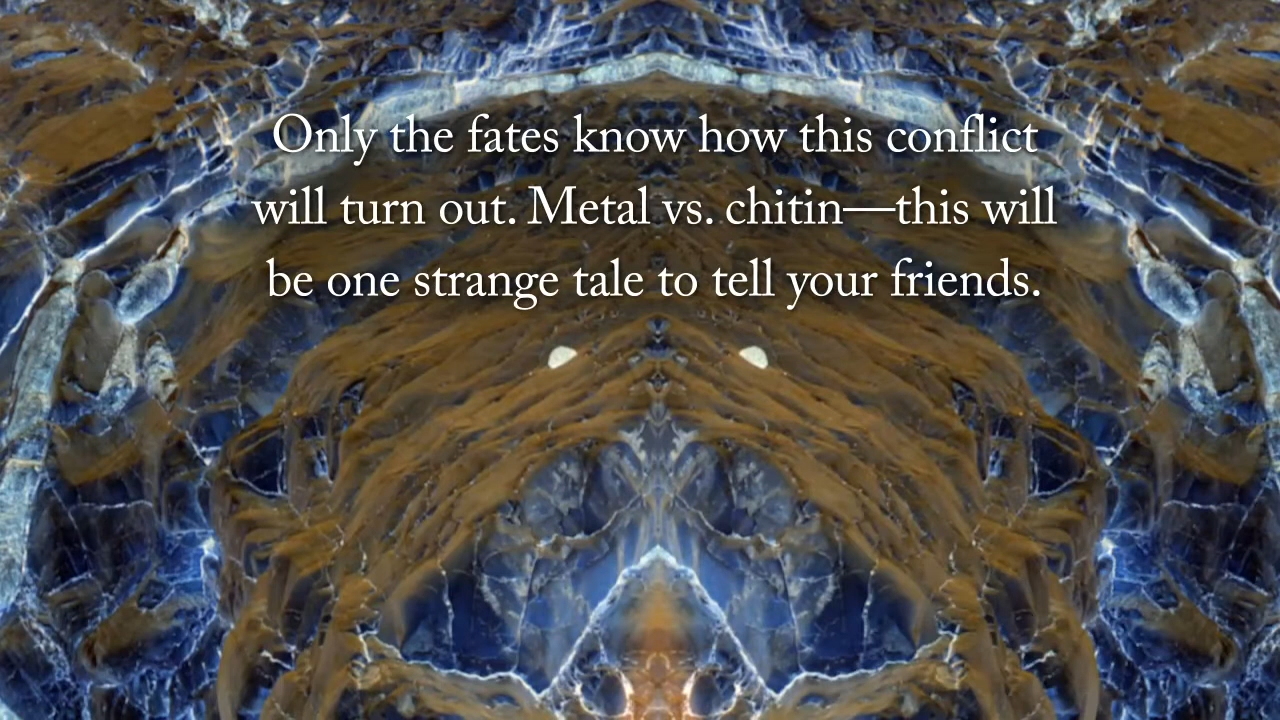 Only the fates know how this conflict
will turn out. Metal vs. chitin—this will
be one strange tale to tell your friends.